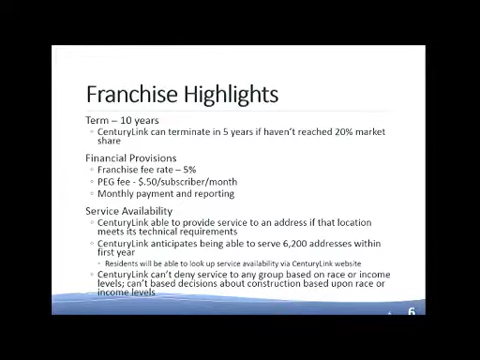 Franchise Highlights
Term – 10 years
◦ CenturyLink can terminate in 5 years if haven't reached 20% market
share
Financial Provisions
◦ Franchise fee rate – 5%
◦ PEG fee - $.50/subscriber/month
◦ Monthly payment and reporting
Service Availability
◦ CenturyLink able to provide service to an address if that location
meets its technical requirements
◦ CenturyLink anticipates being able to serve 6,200 addresses within
first year
◦ Residents will be able to look up service availability via CenturyLink website
◦ CenturyLink can't deny service to any group based on race or income
levels; can't based decisions about construction based upon race or
income levels
6